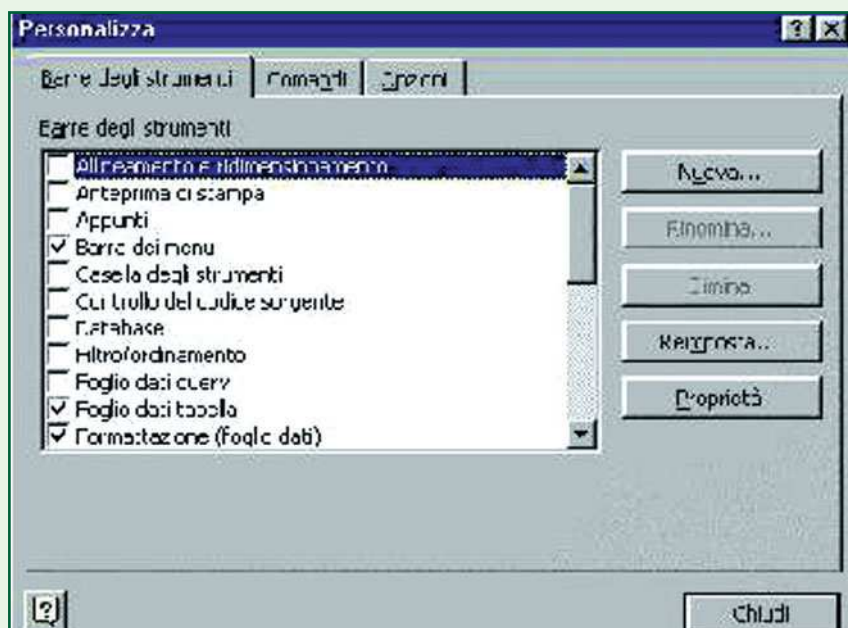 Personalizza
Barre degli strumenti Comandi Opzioni
Barre degli strumenti
Allineamento e ridimensionamento
Anteprima di stampa
Appunti
Barra dei menu
Casella degli strumenti
Controllo del codice sorgente
Database
Filtro/ordinamento
Foglio dati query
Foglio dati tabella
Formattazione (foglio dati)
Nuova...
Rinomina...
Elimina
Reimposta...
Proprietà
Chiudi